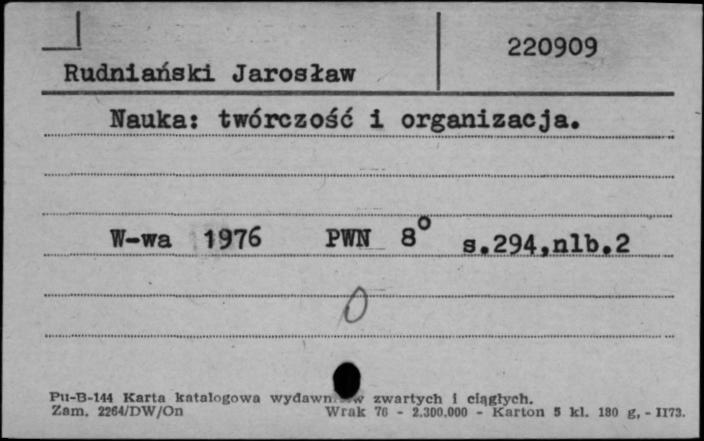 220909
Rudniański Jarosław
Nauka: twórczość i organizacja.
W-wa 1976 PWN 8° s.294,nlb.2
0
Pu-B-144 Karta katalogowa zwartych i ciągłych.
Zam. 2264/DW/On Wrak 76 - 2.300.000 - Karton 5 kl. 180 g, - II73.